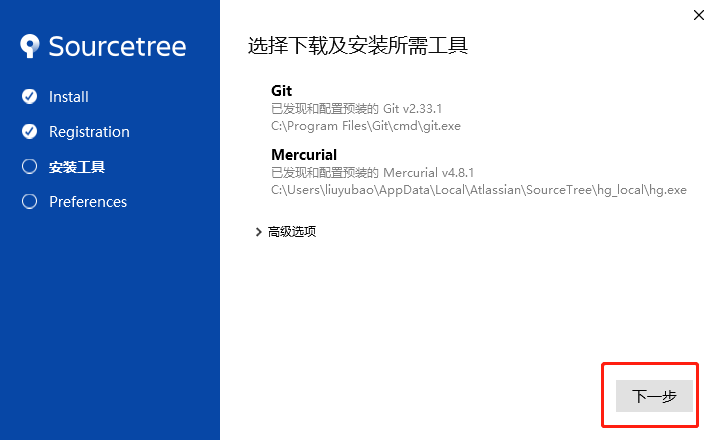 Sourcetree
Install
Registration
安装工具
Preferences
选择下载及安装所需工具
Git
已发现和配置预装的 Git v2.33.1
C:\Program Files\Git\cmd\git.exe
Mercurial
已发现和配置预装的 Mercurial v4.8.1
C:\Users\liuyubao\AppData\Local\Atlassian\SourceTree\hg_local\hg.exe
高级选项
下一步